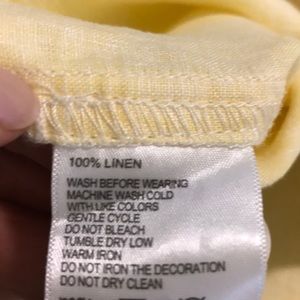 100% LINEN
WASH BEFORE WEARING
MACHINE WASH COLD
WITH LIKE COLORS
GENTLE CYCLE
DO NOT BLEACH
TUMBLE DRY LOW
WARM IRON
DO NOT IRON THE DECORATION
DO NOT DRY CLEAN